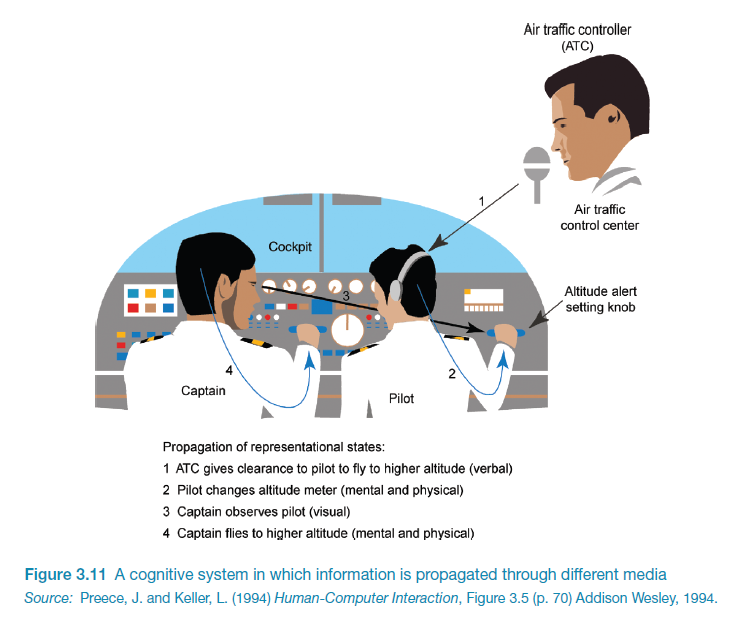 Air traffic controller
(ATC)
1
Air traffic
control center
Cockpit
3
Altitude alert
setting knob
4
2
Captain
Pilot
Propagation of representational states:
1 ATC gives clearance to pilot to fly to higher altitude (verbal)
2 Pilot changes altitude meter (mental and physical)
3 Captain observes pilot (visual)
4 Captain flies to higher altitude (mental and physical)
Figure 3.11 A cognitive system in which information is propagated through different media
Source: Preece, J. and Keller, L. (1994) Human-Computer Interaction, Figure 3.5 (p. 70) Addison Wesley, 1994.